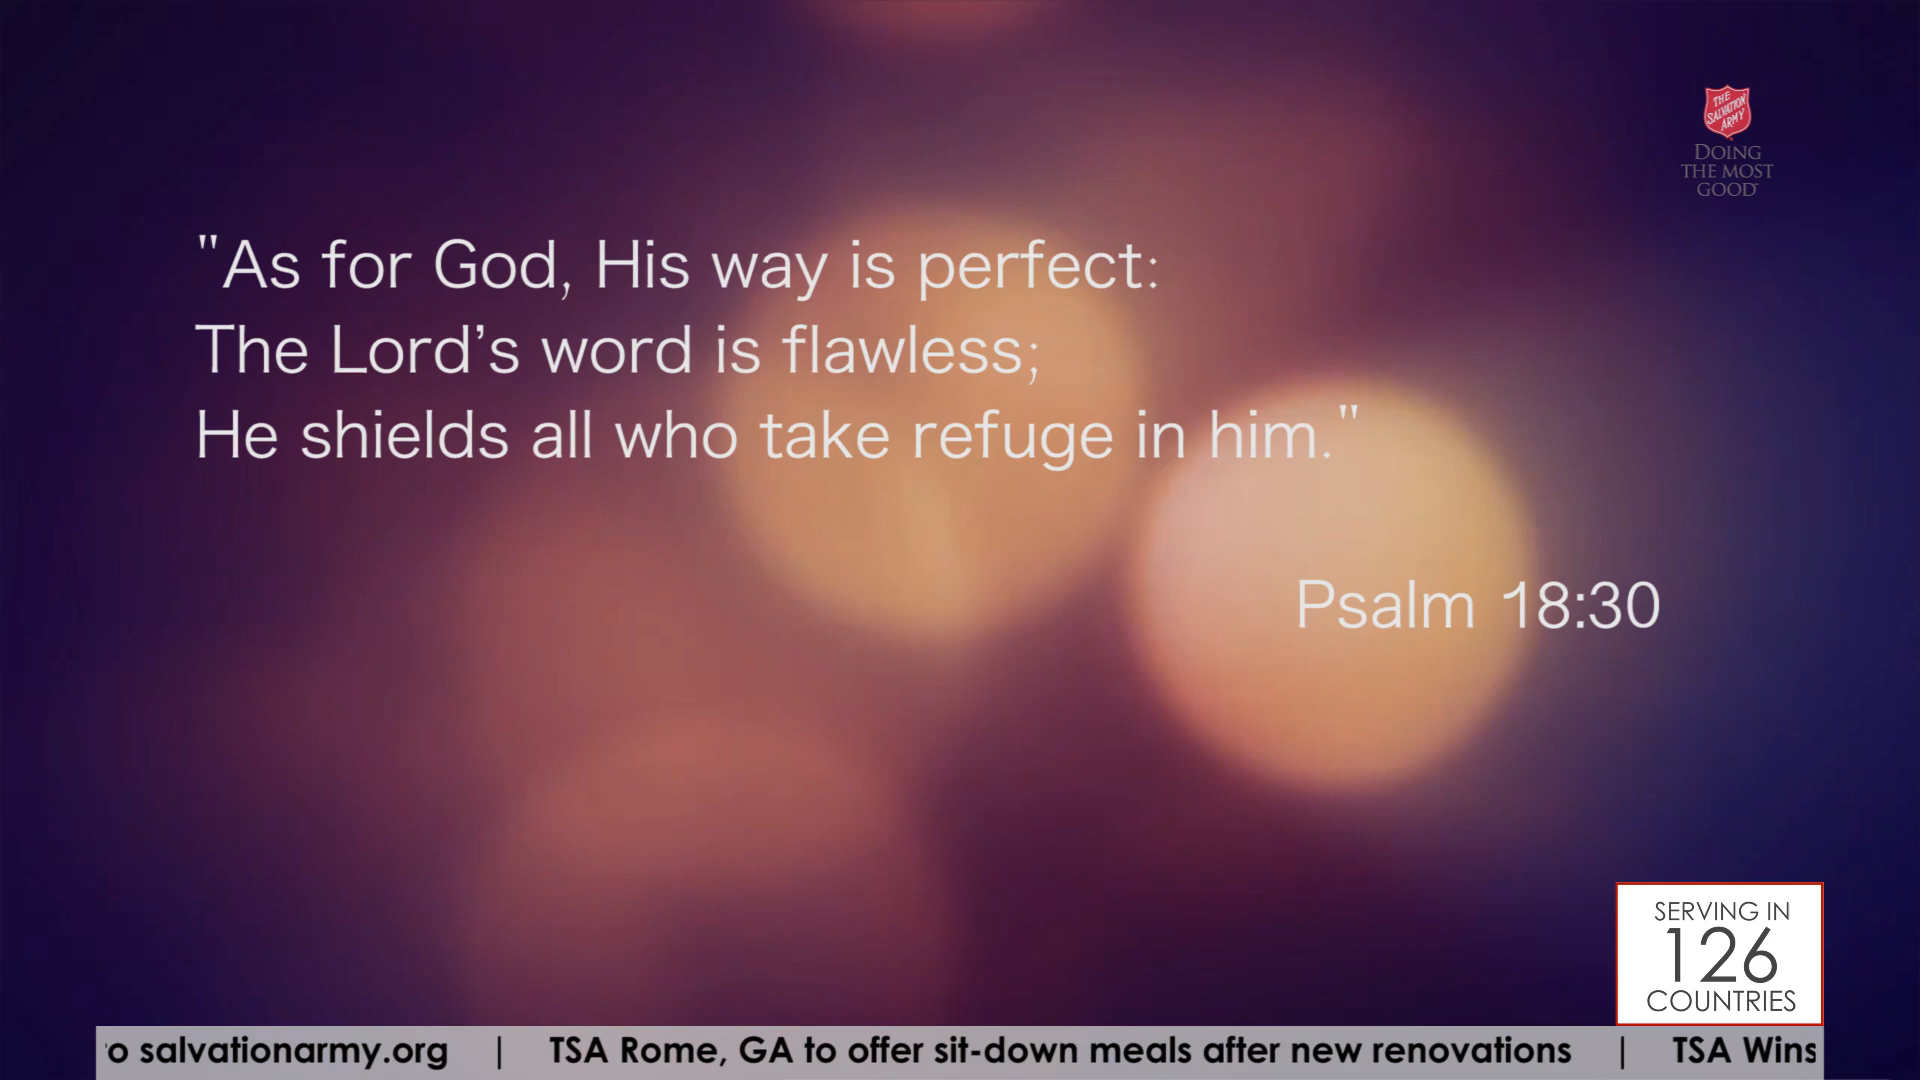 THE
SALVATION
ARMY
DOING
THE MOST
GOOD
"As for God, His way is perfect:
The Lord’s word is flawless;
He shields all who take refuge in him."
Psalm 18:30
SERVING IN
126
COUNTRIES
o salvationarmy.org | TSA Rome, GA to offer sit-down meals after new renovations | TSA Wins